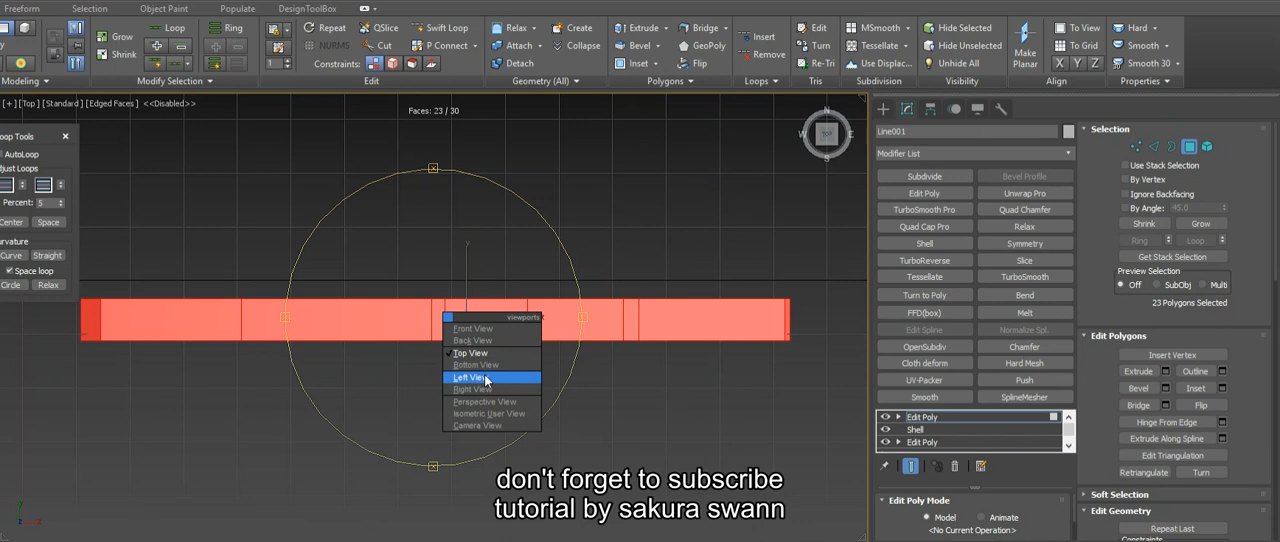 Freeform Selection Object Paint Populate DesignToolBox
Grow Loop Ring Repeat QSlice Swift Loop Relax Create Extrude Bridge Insert Edit MSmooth Hide Selected To View Hard
Shrink NURMS Cut P Connect Attach Collapse Bevel GeoPoly Remove Turn Tessellate Hide Unselected Make To Grid Smooth
1 Constraints: Detach Inset Flip Re-Tri Use Displac... Unhide All Planar X Y Z Smooth 30
Modeling Modify Selection Edit Geometry (All) Polygons Loops Tris Subdivision Visibility Align Properties
[+] [Top] [Standard] [Edged Faces] <<Disabled>>
Faces: 23 / 30
N
W TOP E
S
oop Tools
AutoLoop
djust Loops
Percent: 5
Center Space
urvature
Curve Straight
Space loop
Circle Relax
y
viewports
Front View
Back View
Top View
Bottom View
Left View
Right View
Perspective View
Isometric User View
Camera View
don't forget to subscribe
tutorial by sakura swann
Line001
Modifier List
Subdivide Bevel Profile
Edit Poly Unwrap Pro
TurboSmooth Pro Quad Chamfer
Quad Cap Pro Relax
Shell Symmetry
TurboReverse Slice
Tessellate TurboSmooth
Turn to Poly Bend
FFD(box) Melt
Edit Spline Normalize Spl.
OpenSubdiv Chamfer
Cloth deform Hard Mesh
UV-Packer Push
Smooth SplineMesher
Edit Poly
Shell
Edit Poly
Edit Poly Mode
Model Animate
<No Current Operation>
Selection
Use Stack Selection
By Vertex
Ignore Backfacing
By Angle: 45.0
Shrink Grow
Ring Loop
Get Stack Selection
Preview Selection
Off SubObj Multi
23 Polygons Selected
Edit Polygons
Insert Vertex
Extrude Outline
Bevel Inset
Bridge Flip
Hinge From Edge
Extrude Along Spline
Edit Triangulation
Retriangulate Turn
Soft Selection
Edit Geometry
Repeat Last
Constraints